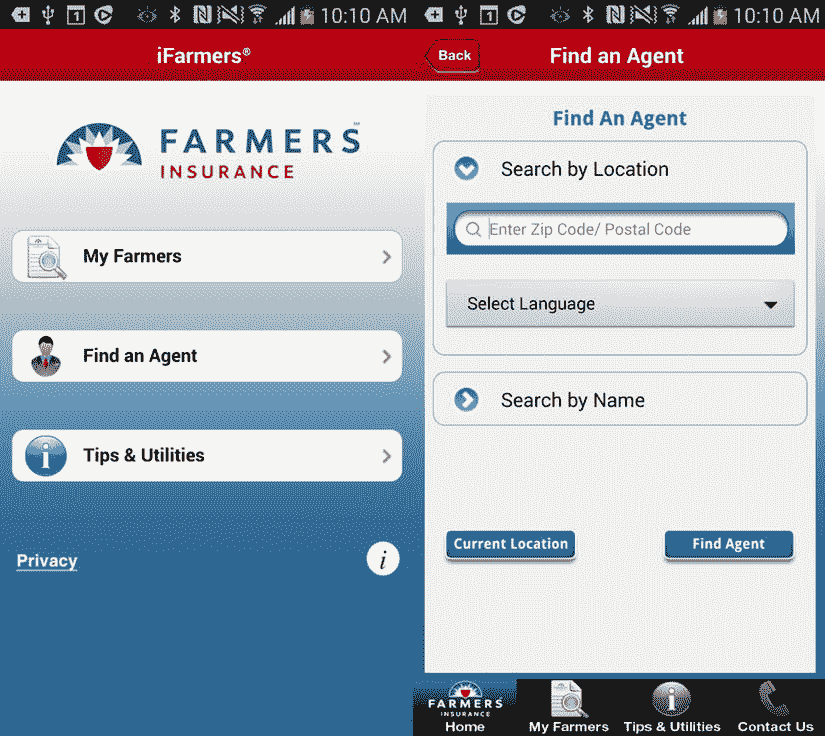 10:10 AM
iFarmers®
FARMERS™
INSURANCE
My Farmers
Find an Agent
Tips & Utilities
Privacy
i
1
10:10 AM
Back
Find an Agent
Find An Agent
Search by Location
Enter Zip Code/ Postal Code
Select Language
Search by Name
Current Location
Find Agent
FARMERS
INSURANCE
Home
My Farmers
Tips & Utilities
Contact Us